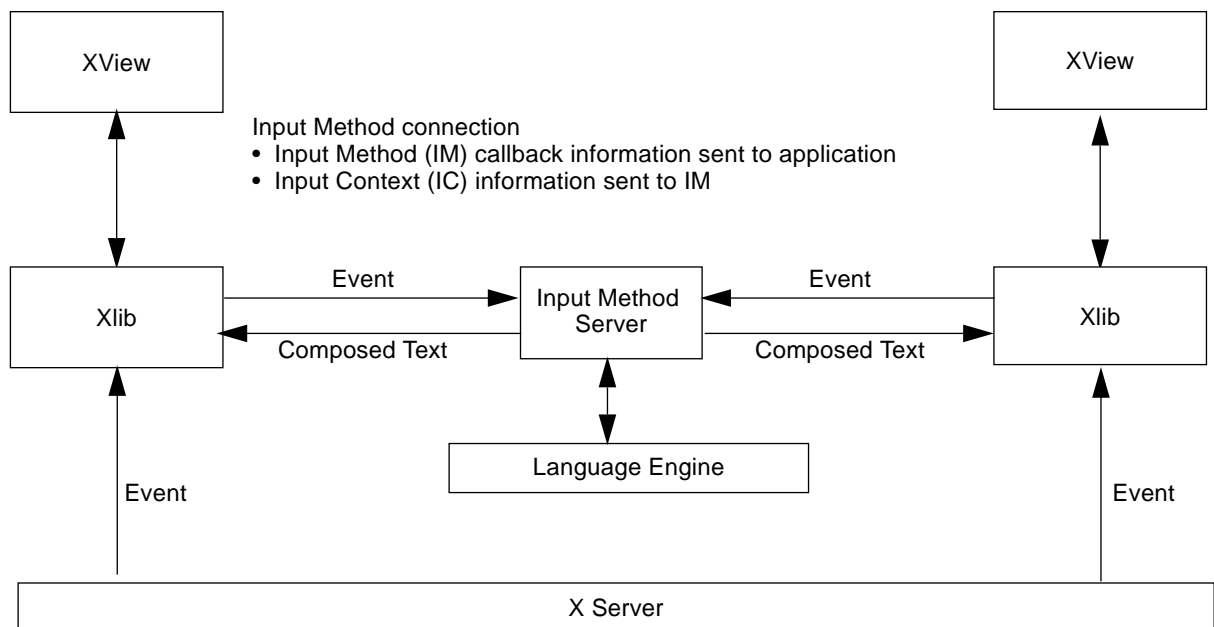 XView
XView
Input Method connection
• Input Method (IM) callback information sent to application
• Input Context (IC) information sent to IM
Event
Event
Xlib
Input Method
Server
Xlib
Composed Text
Composed Text
Language Engine
Event
Event
X Server